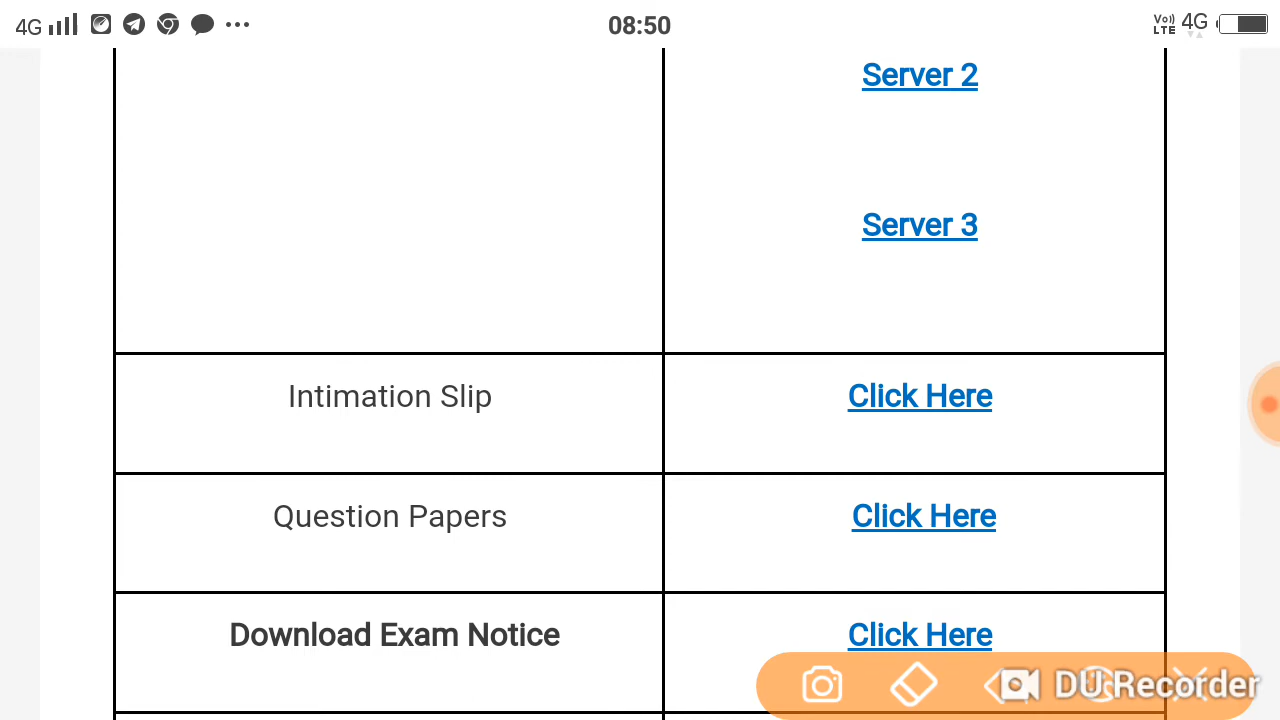 4G 08:50 Vo)) LTE 4G
Server 2
Server 3
Intimation Slip Click Here
Question Papers Click Here
Download Exam Notice Click Here
DU Recorder